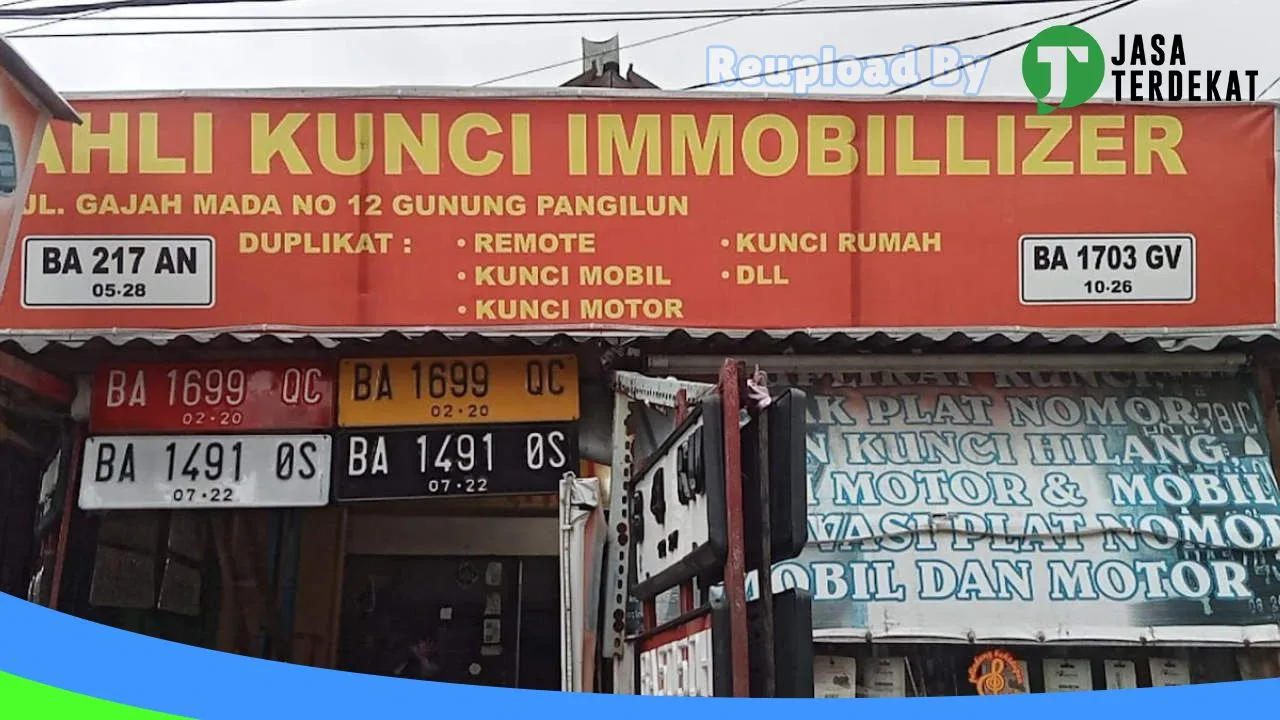 Reupload By
JASA
TERDEKAT
AHLI KUNCI IMMOBILLIZER
JL. GAJAH MADA NO 12 GUNUNG PANGILUN
DUPLIKAT :
• REMOTE
• KUNCI MOBIL
• KUNCI MOTOR
• KUNCI RUMAH
• DLL
BA 217 AN
05-28
BA 1703 GV
10-26
BA 1699 QC
02·20
BA 1699 QC
02·20
BA 1491 0S
07·22
BA 1491 0S
07·22
PLAT NOMOR
KUNCI HILANG
MOTOR & MOBIL
PLAT NOMOR
MOBIL DAN MOTOR